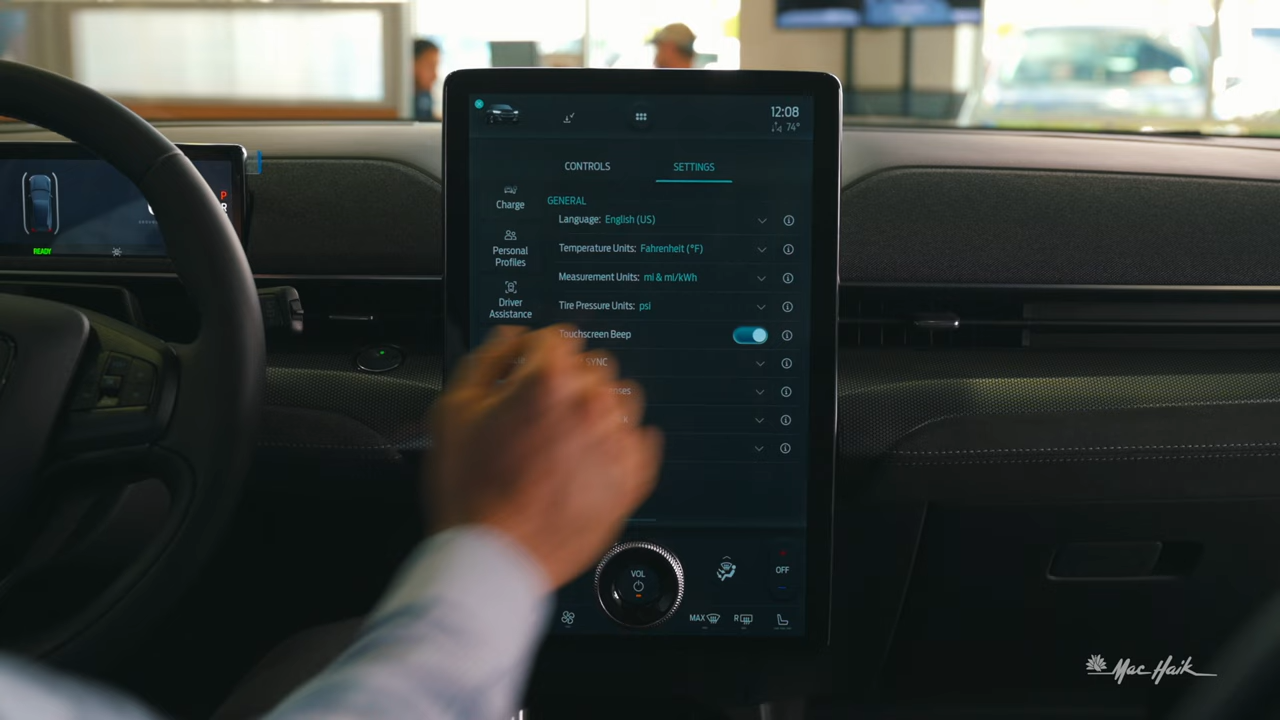 12:08
74°
CONTROLS SETTINGS
Charge
Personal Profiles
Driver Assistance
GENERAL
Language: English (US)
Temperature Units: Fahrenheit (°F)
Measurement Units: mi & mi/kWh
Tire Pressure Units: psi
Touchscreen Beep
SYNC
VOL
OFF
MAX
R
P
R
READY
Mac Haik